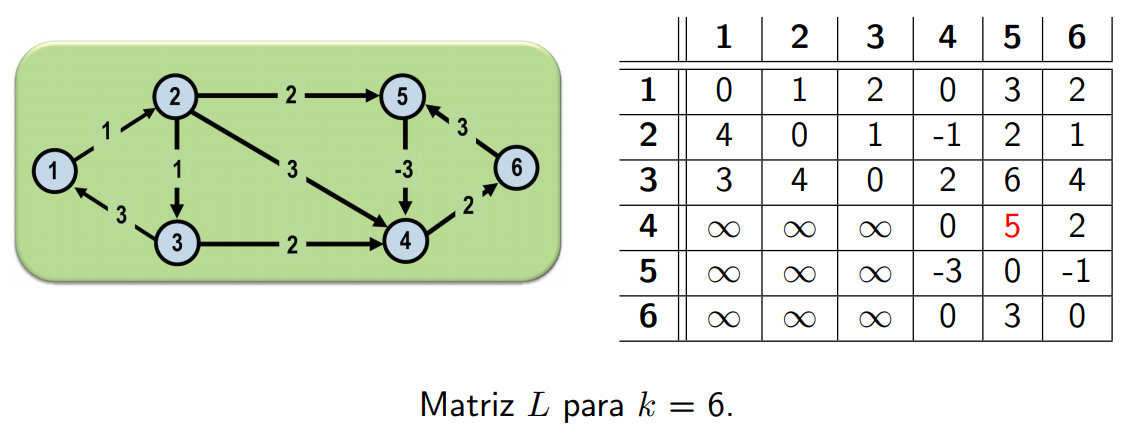 1 2 3 4 5 6
1 0 1 2 0 3 2
2 4 0 1 -1 2 1
3 3 4 0 2 6 4
4 ∞ ∞ ∞ 0 5 2
5 ∞ ∞ ∞ -3 0 -1
6 ∞ ∞ ∞ 0 3 0
2 2 5
1 3
1 1 3 -3 6
3 2
3 2 4
Matriz L para k = 6.